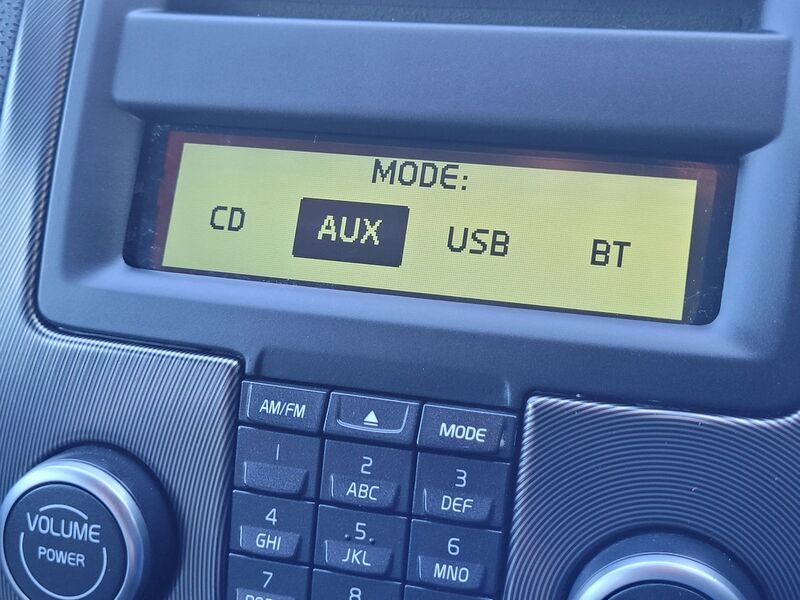 MODE:
CD AUX USB BT
AM/FM MODE
1 2 3
ABC DEF
4 5 6
GHI JKL MNO
VOLUME
POWER
7 8